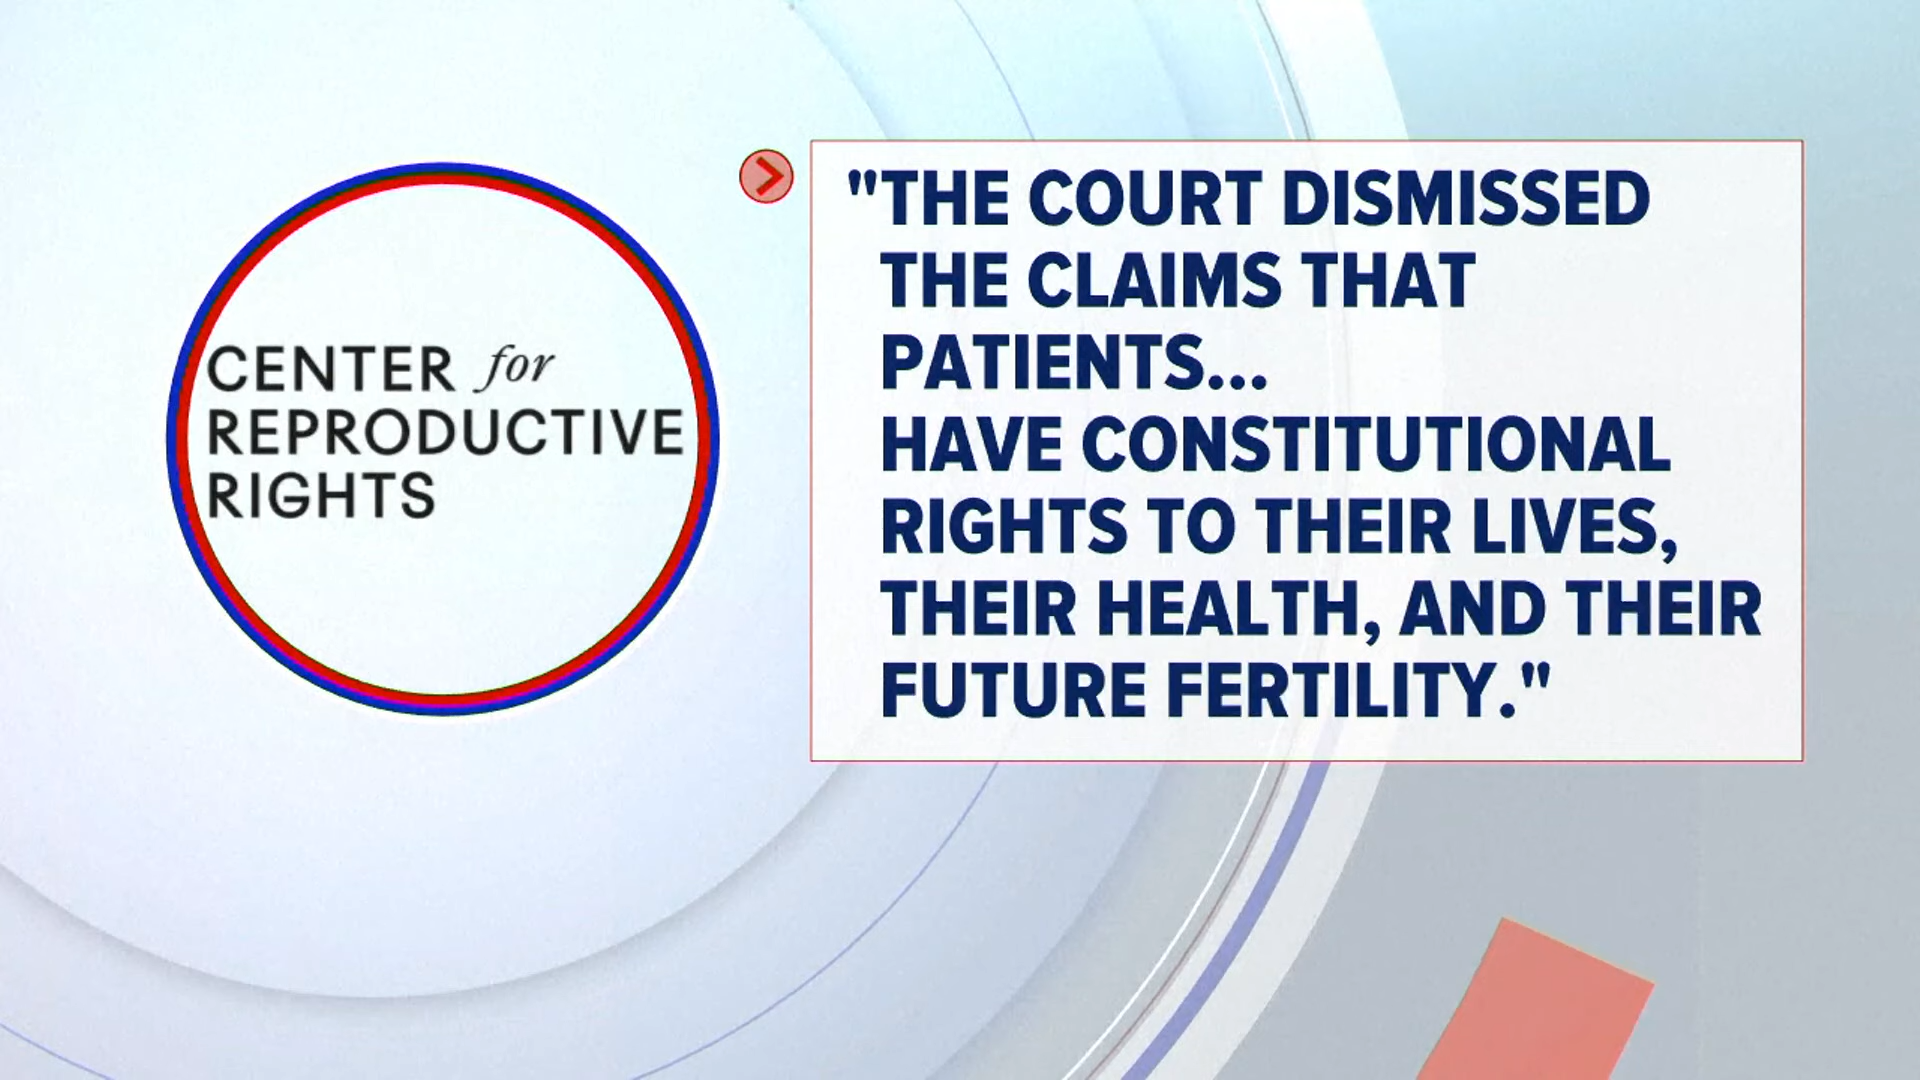 CENTER for
REPRODUCTIVE
RIGHTS
"THE COURT DISMISSED
THE CLAIMS THAT
PATIENTS...
HAVE CONSTITUTIONAL
RIGHTS TO THEIR LIVES,
THEIR HEALTH, AND THEIR
FUTURE FERTILITY."